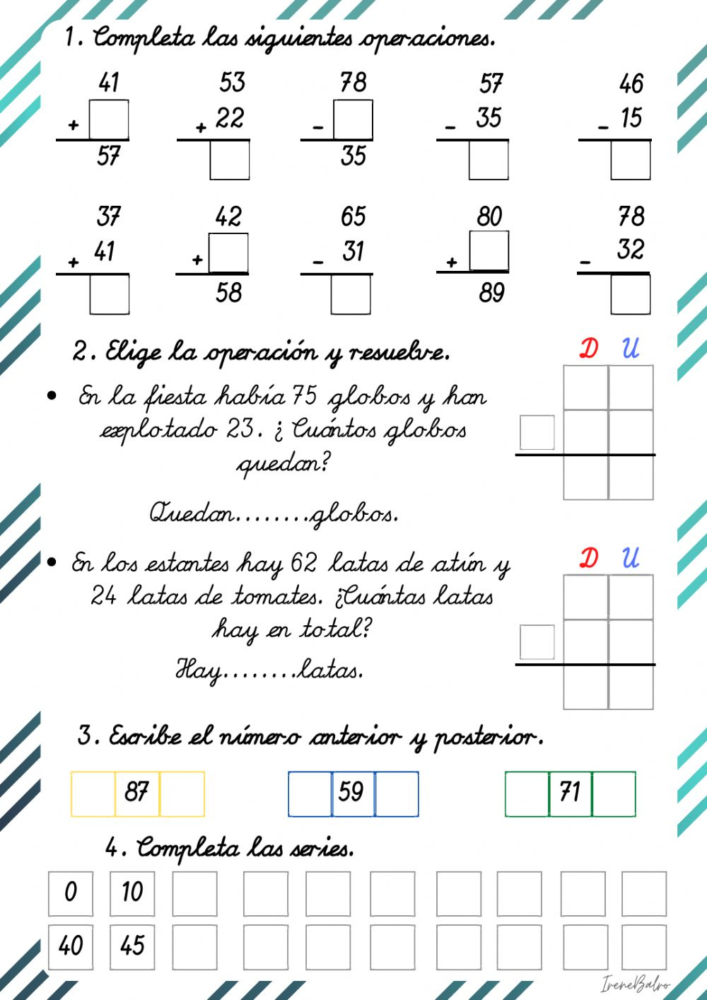 1. Completa las siguientes operaciones.
41 53 78 57 46
+ + 22 - - 35 - 15
57 35
37 42 65 80 78
+ 41 + - 31 + - 32
58 89
2. Elige la operación y resuelve.
D U
• En la fiesta había 75 globos y han
explotado 23. ¿ Cuántos globos
quedan?
Quedan........globos.
D U
• En los estantes hay 62 latas de atún y
24 latas de tomates. ¿Cuántas latas
hay en total?
Hay........latas.
3. Escribe el número anterior y posterior.
87 59 71
4. Completa las series.
0 10
40 45
IreneBalro